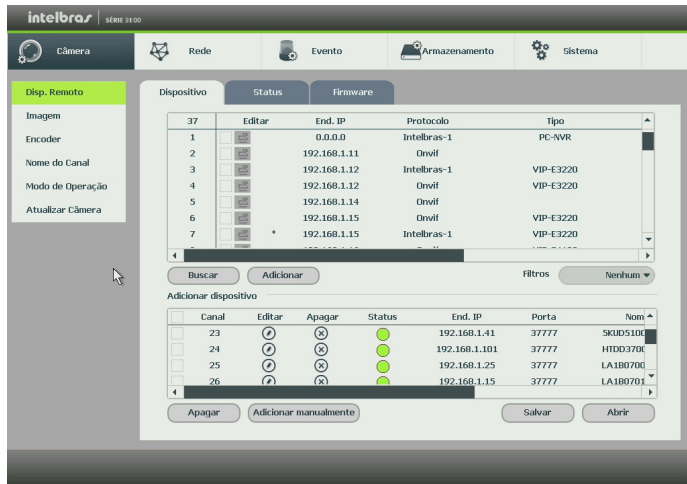 intelbras SÉRIE 3100
Câmera Rede Evento Armazenamento Sistema
Disp. Remoto
Imagem
Encoder
Nome do Canal
Modo de Operação
Atualizar Câmera
Dispositivo Status Firmware
37 Editar End. IP Protocolo Tipo
1 0.0.0.0 Intelbras-1 PC-NVR
2 192.168.1.11 Onvif
3 192.168.1.12 Intelbras-1 VIP-E3220
4 192.168.1.12 Onvif VIP-E3220
5 192.168.1.14 Onvif
6 192.168.1.15 Onvif VIP-E3220
7 * 192.168.1.15 Intelbras-1 VIP-E3220
Buscar Adicionar Filtros Nenhum
Adicionar dispositivo
Canal Editar Apagar Status End. IP Porta Nom
23 192.168.1.41 37777 5KUD510C
24 192.168.1.101 37777 HTDD370C
25 192.168.1.25 37777 LA1B070C
26 192.168.1.15 37777 LA1B0701
Apagar Adicionar manualmente Salvar Abrir